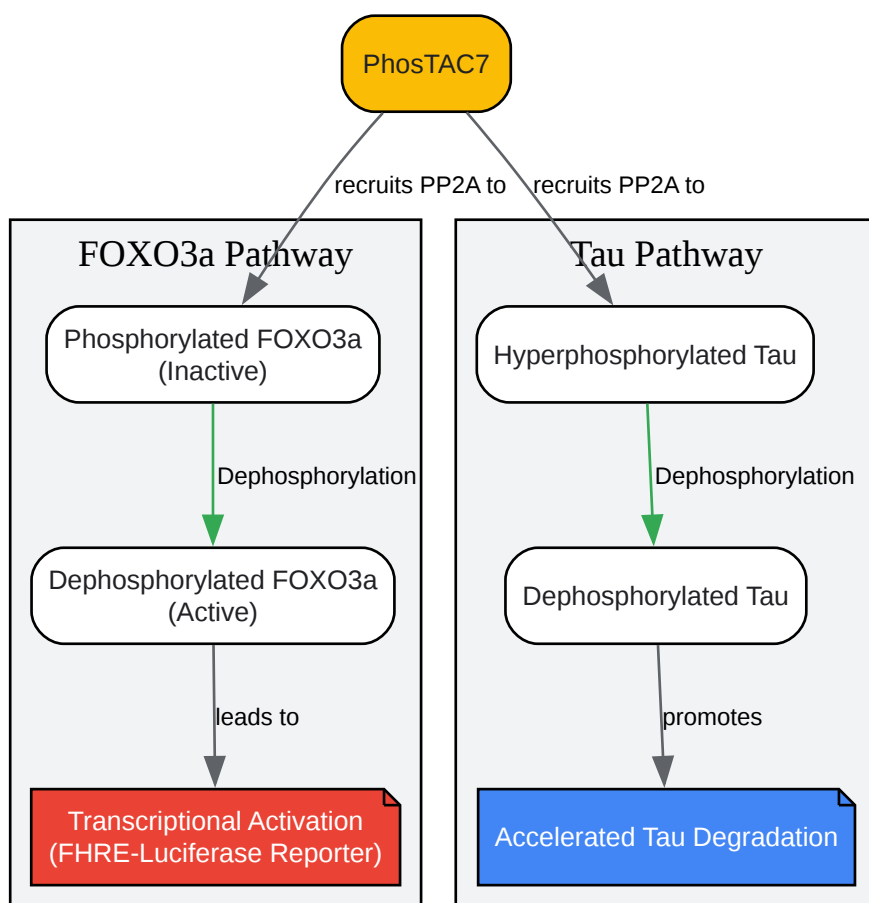 PhosTAC7
recruits PP2A to
recruits PP2A to
FOXO3a Pathway
Tau Pathway
Phosphorylated FOXO3a
(Inactive)
Hyperphosphorylated Tau
Dephosphorylation
Dephosphorylation
Dephosphorylated FOXO3a
(Active)
Dephosphorylated Tau
leads to
promotes
Transcriptional Activation
(FHRE-Luciferase Reporter)
Accelerated Tau Degradation